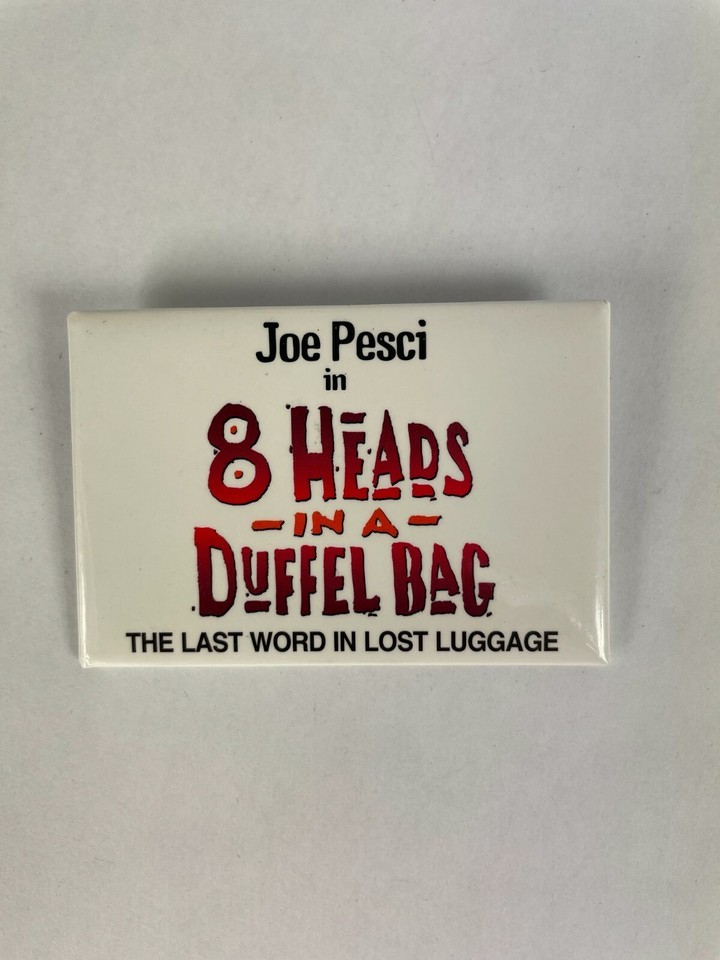 Joe Pesci
in
8 HEADS
-IN A-
DUFFEL BAG
THE LAST WORD IN LOST LUGGAGE